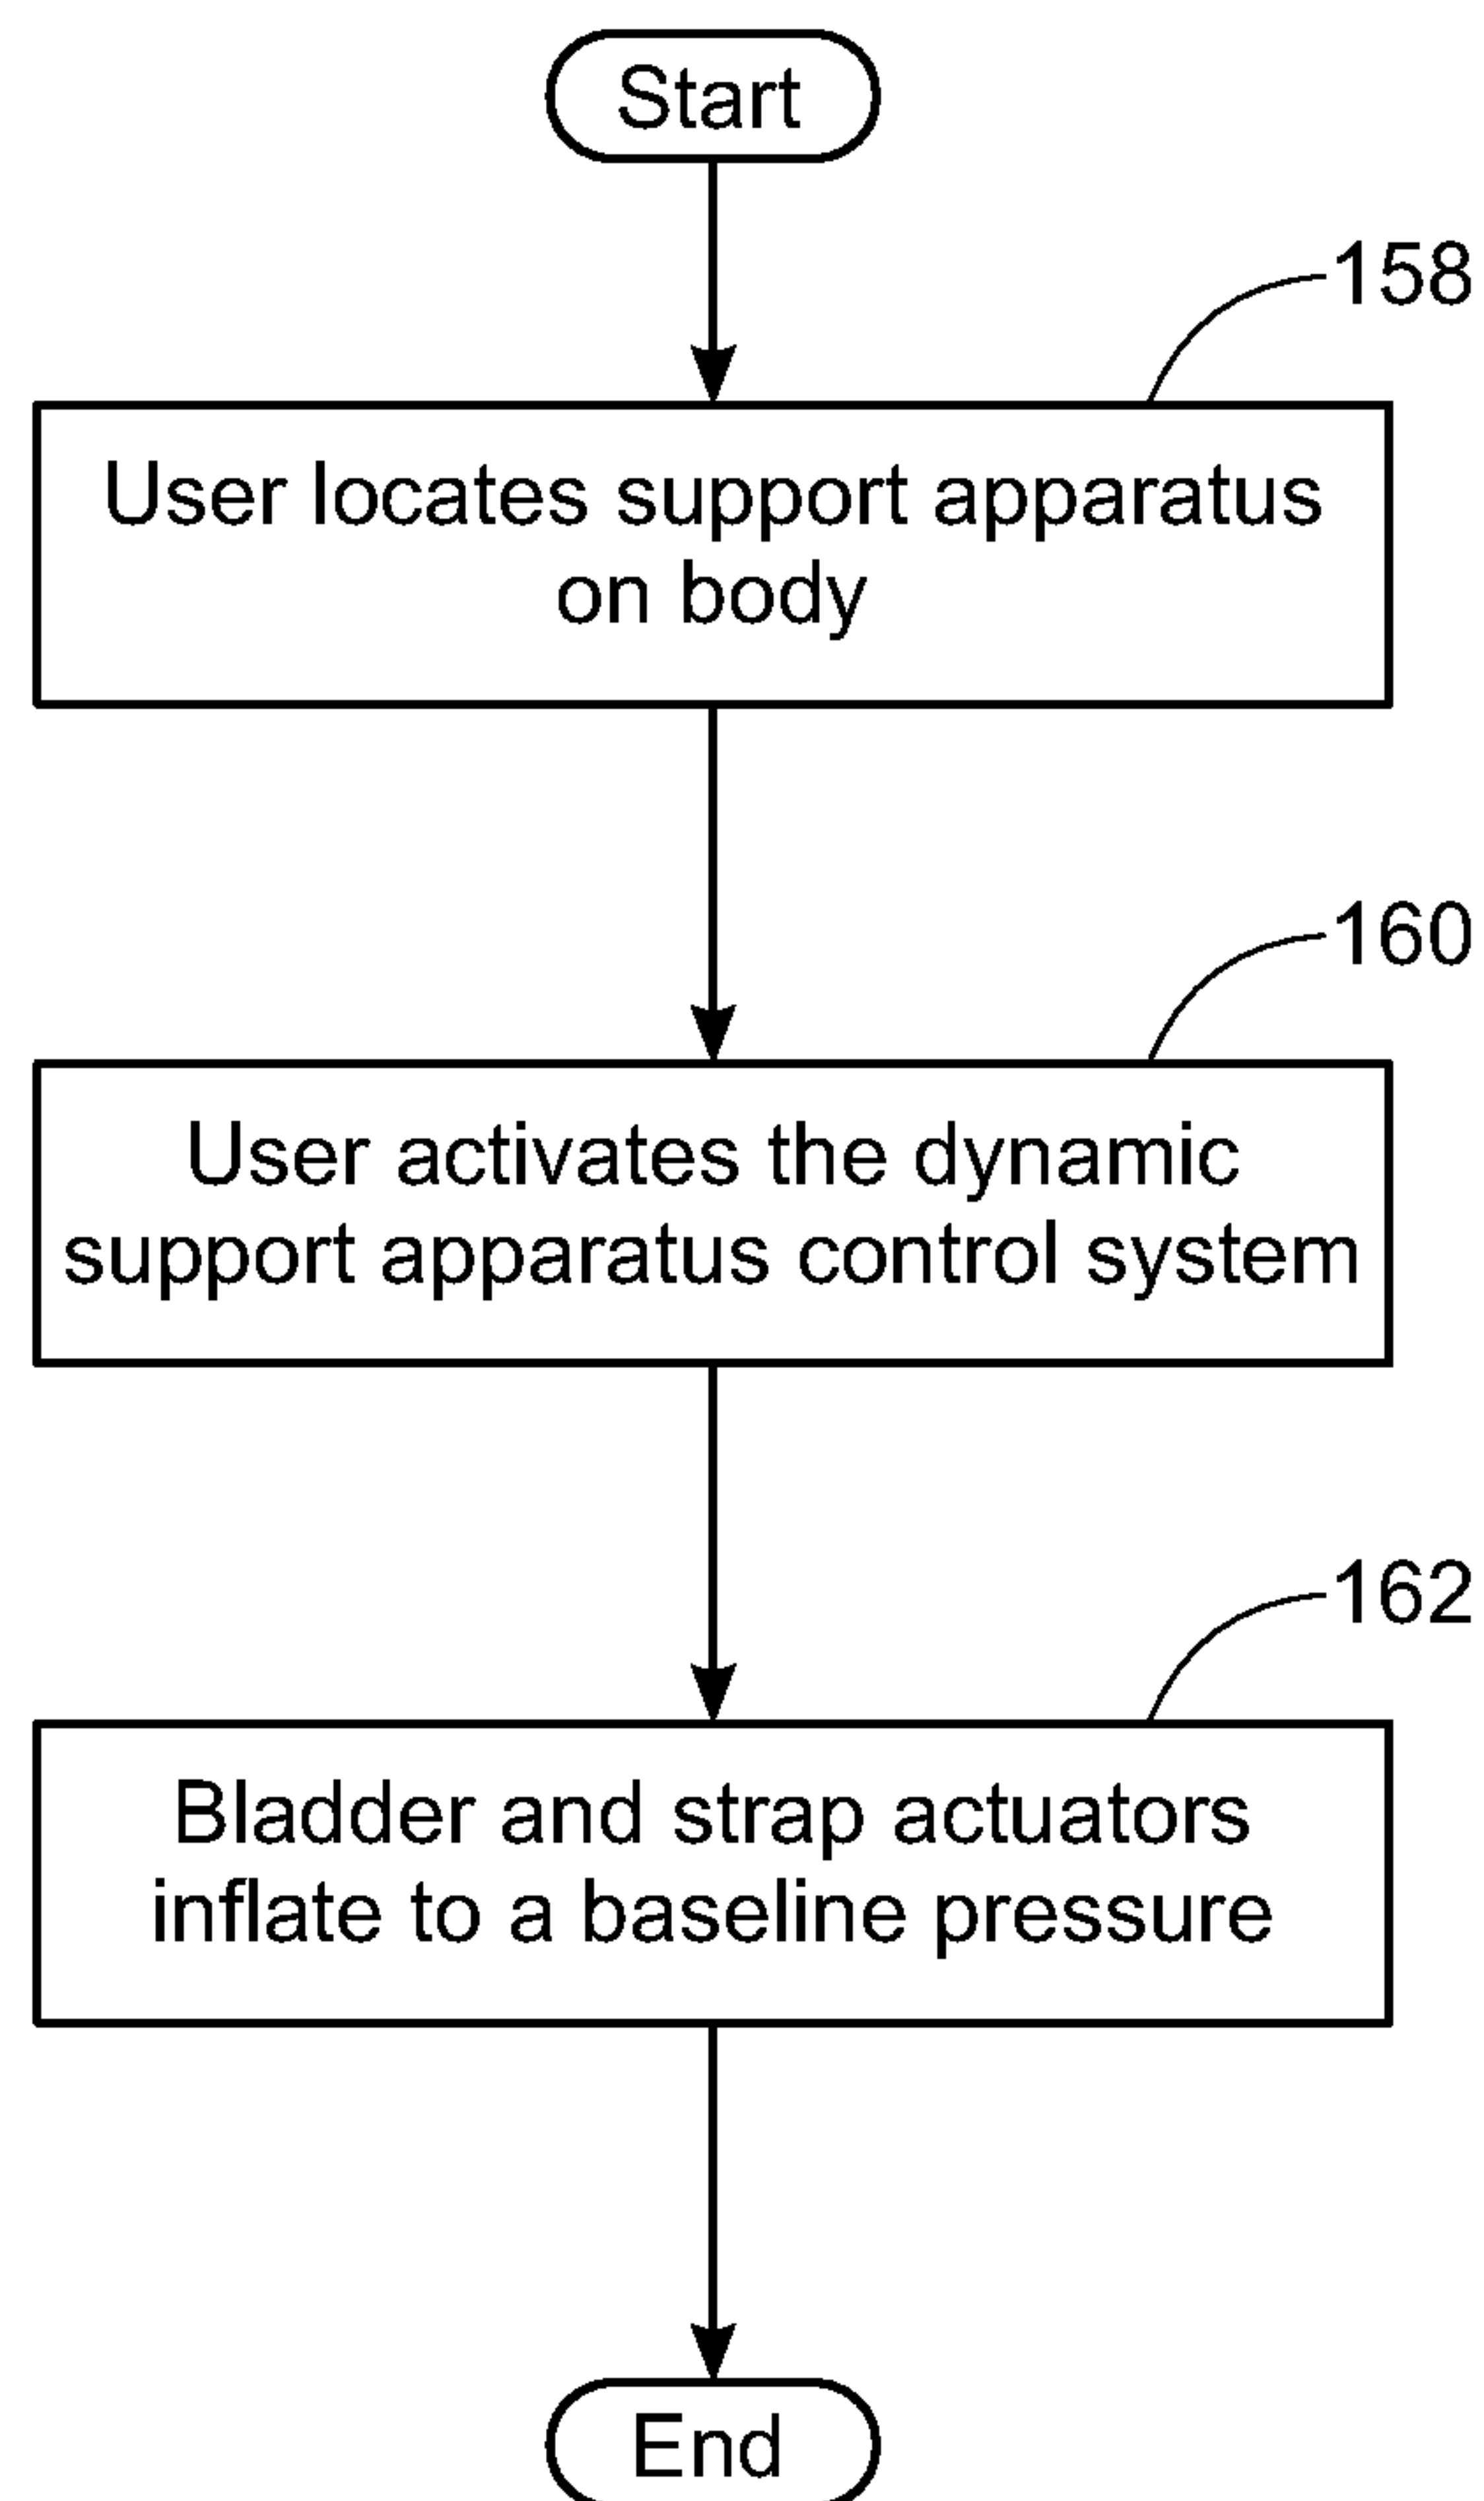 Start
158
User locates support apparatus
on body
160
User activates the dynamic
support apparatus control system
162
Bladder and strap actuators
inflate to a baseline pressure
End